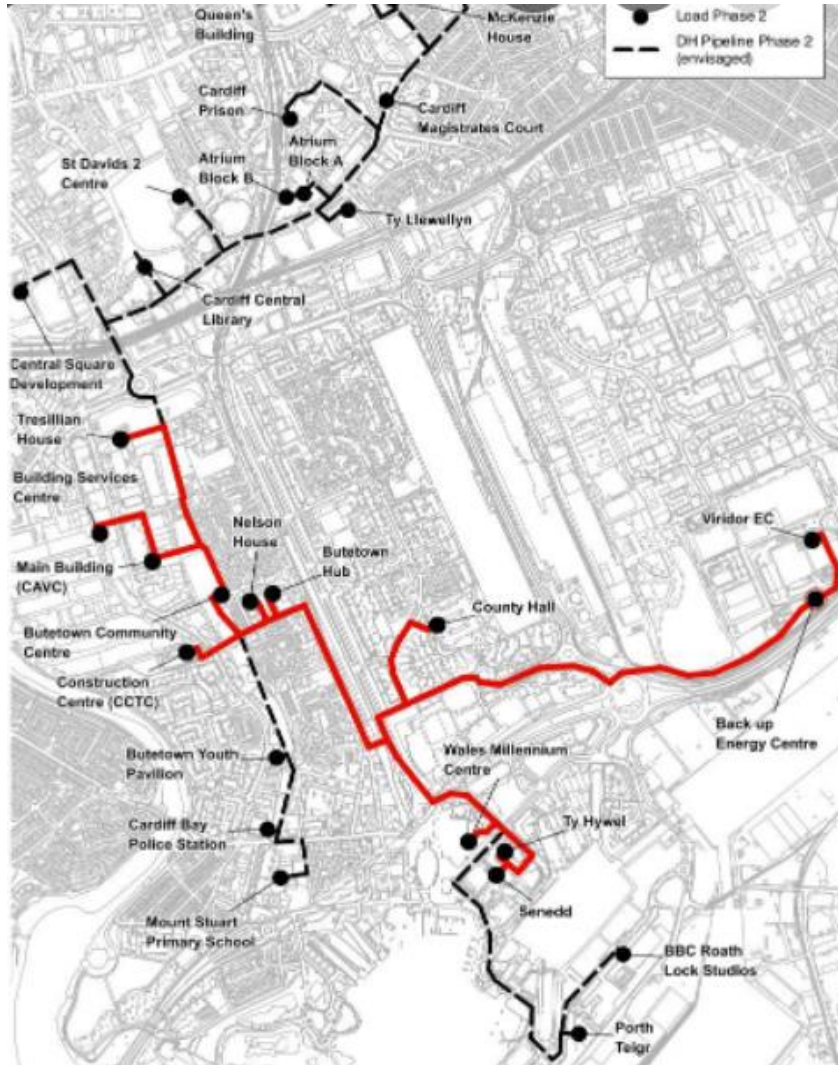 Queen's
Building
McKenzie
House
Load Phase 2
DH Pipeline Phase 2
(envisaged)
Cardiff
Prison
Cardiff
Magistrates Court
Atrium
Block A
Atrium
Block B
St Davids 2
Centre
Ty Llewellyn
Cardiff Central
Library
Central Square
Development
Tresillian
House
Building Services
Centre
Nelson
House
Butetown
Hub
Viridor EC
Main Building
(CAVC)
County Hall
Butetown Community
Centre
Construction
Centre (CCTC)
Back-up
Energy Centre
Wales Millennium
Centre
Butetown Youth
Pavilion
Cardiff Bay
Police Station
Ty Hywel
Senedd
Mount Stuart
Primary School
BBC Roath
Lock Studios
Porth
Teigr